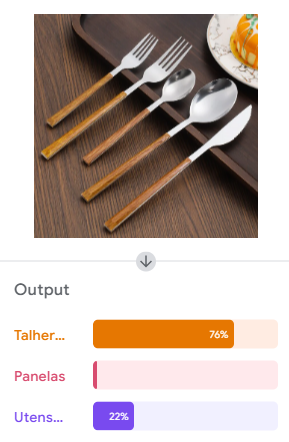 Output
Talher...
76%
Panelas
Utens...
22%